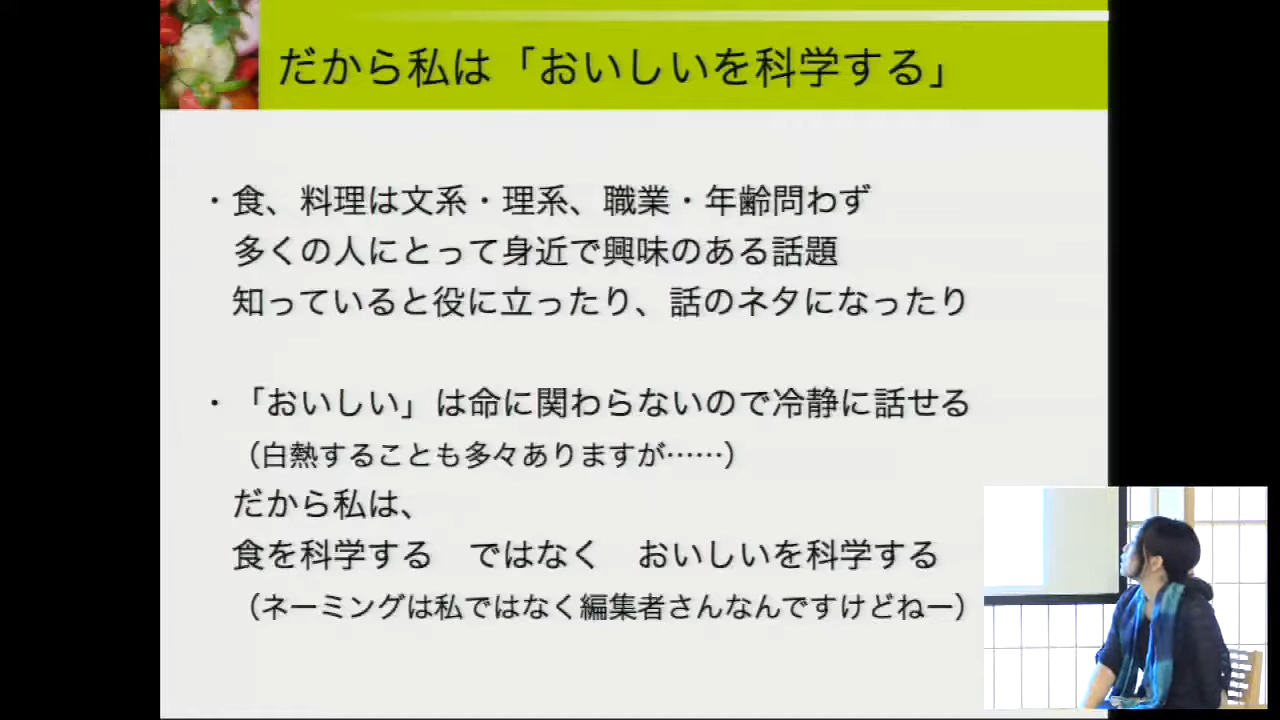 だから私は「おいしいを科学する」
・食、料理は文系・理系、職業・年齢問わず
多くの人にとって身近で興味のある話題
知っていると役に立ったり、話のネタになったり
・「おいしい」は命に関わらないので冷静に話せる
（白熱することも多々ありますが……）
だから私は、
食を科学する　ではなく　おいしいを科学する
（ネーミングは私ではなく編集者さんなんですけどねー）